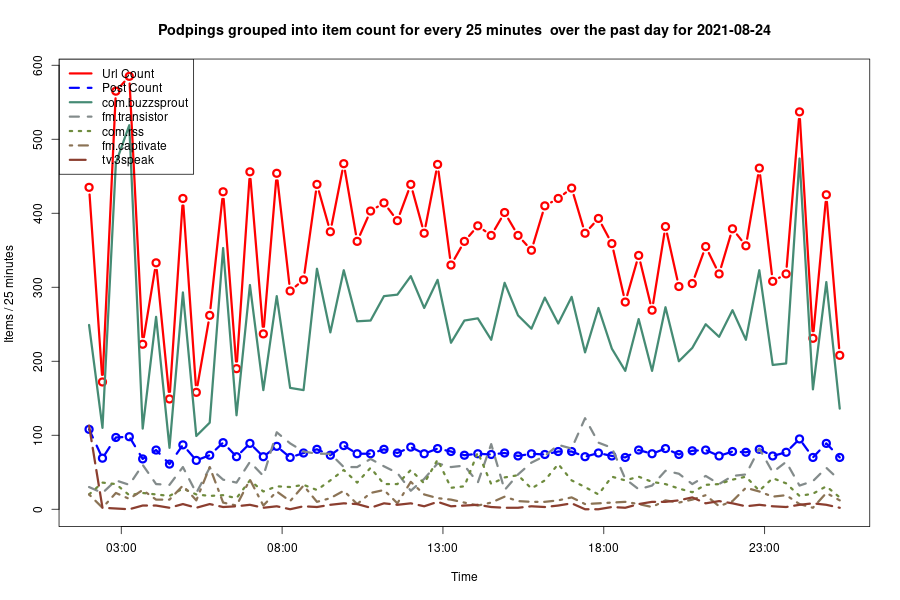 Podpings grouped into item count for every 25 minutes  over the past day for 2021-08-24
Items / 25 minutes
600
500
400
300
200
100
0
Url Count
Post Count
com.buzzsprout
fm.transistor
com.rss
fm.captivate
tv.3speak
03:00
08:00
13:00
18:00
23:00
Time